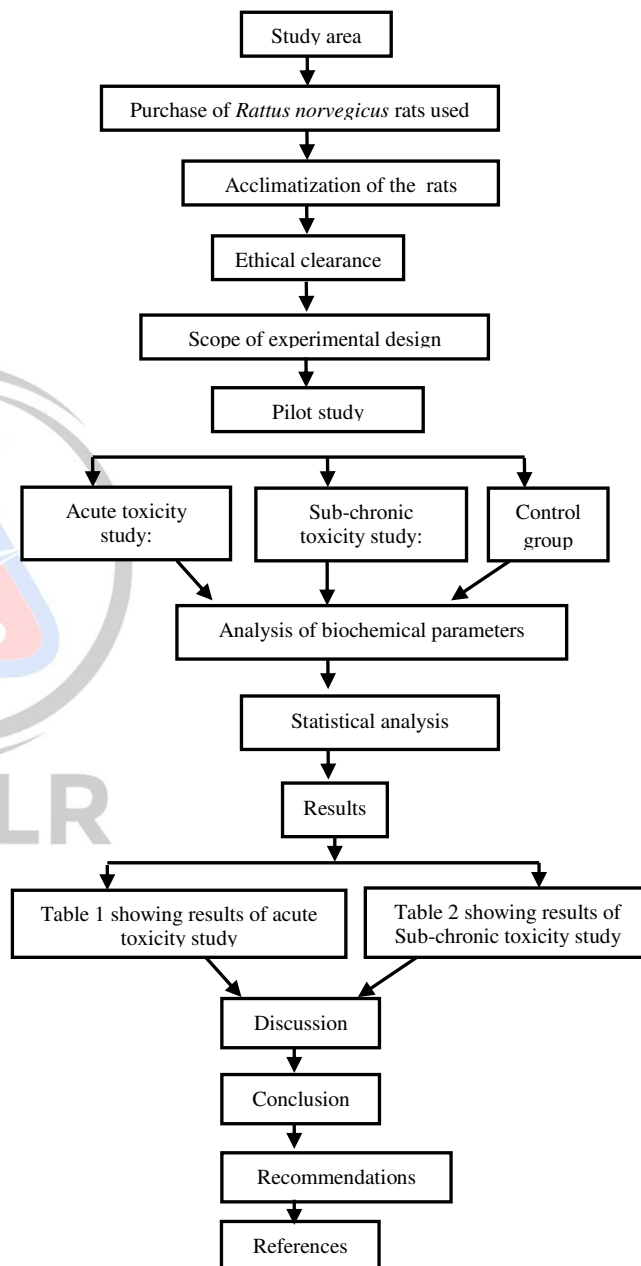 Study area
Purchase of Rattus norvegicus rats used
Acclimatization of the rats
Ethical clearance
Scope of experimental design
Pilot study
Acute toxicity
study:
Sub-chronic
toxicity study:
Control
group
Analysis of biochemical parameters
Statistical analysis
Results
LR
Table 1 showing results of acute
toxicity study
Table 2 showing results of
Sub-chronic toxicity study
Discussion
Conclusion
Recommendations
References